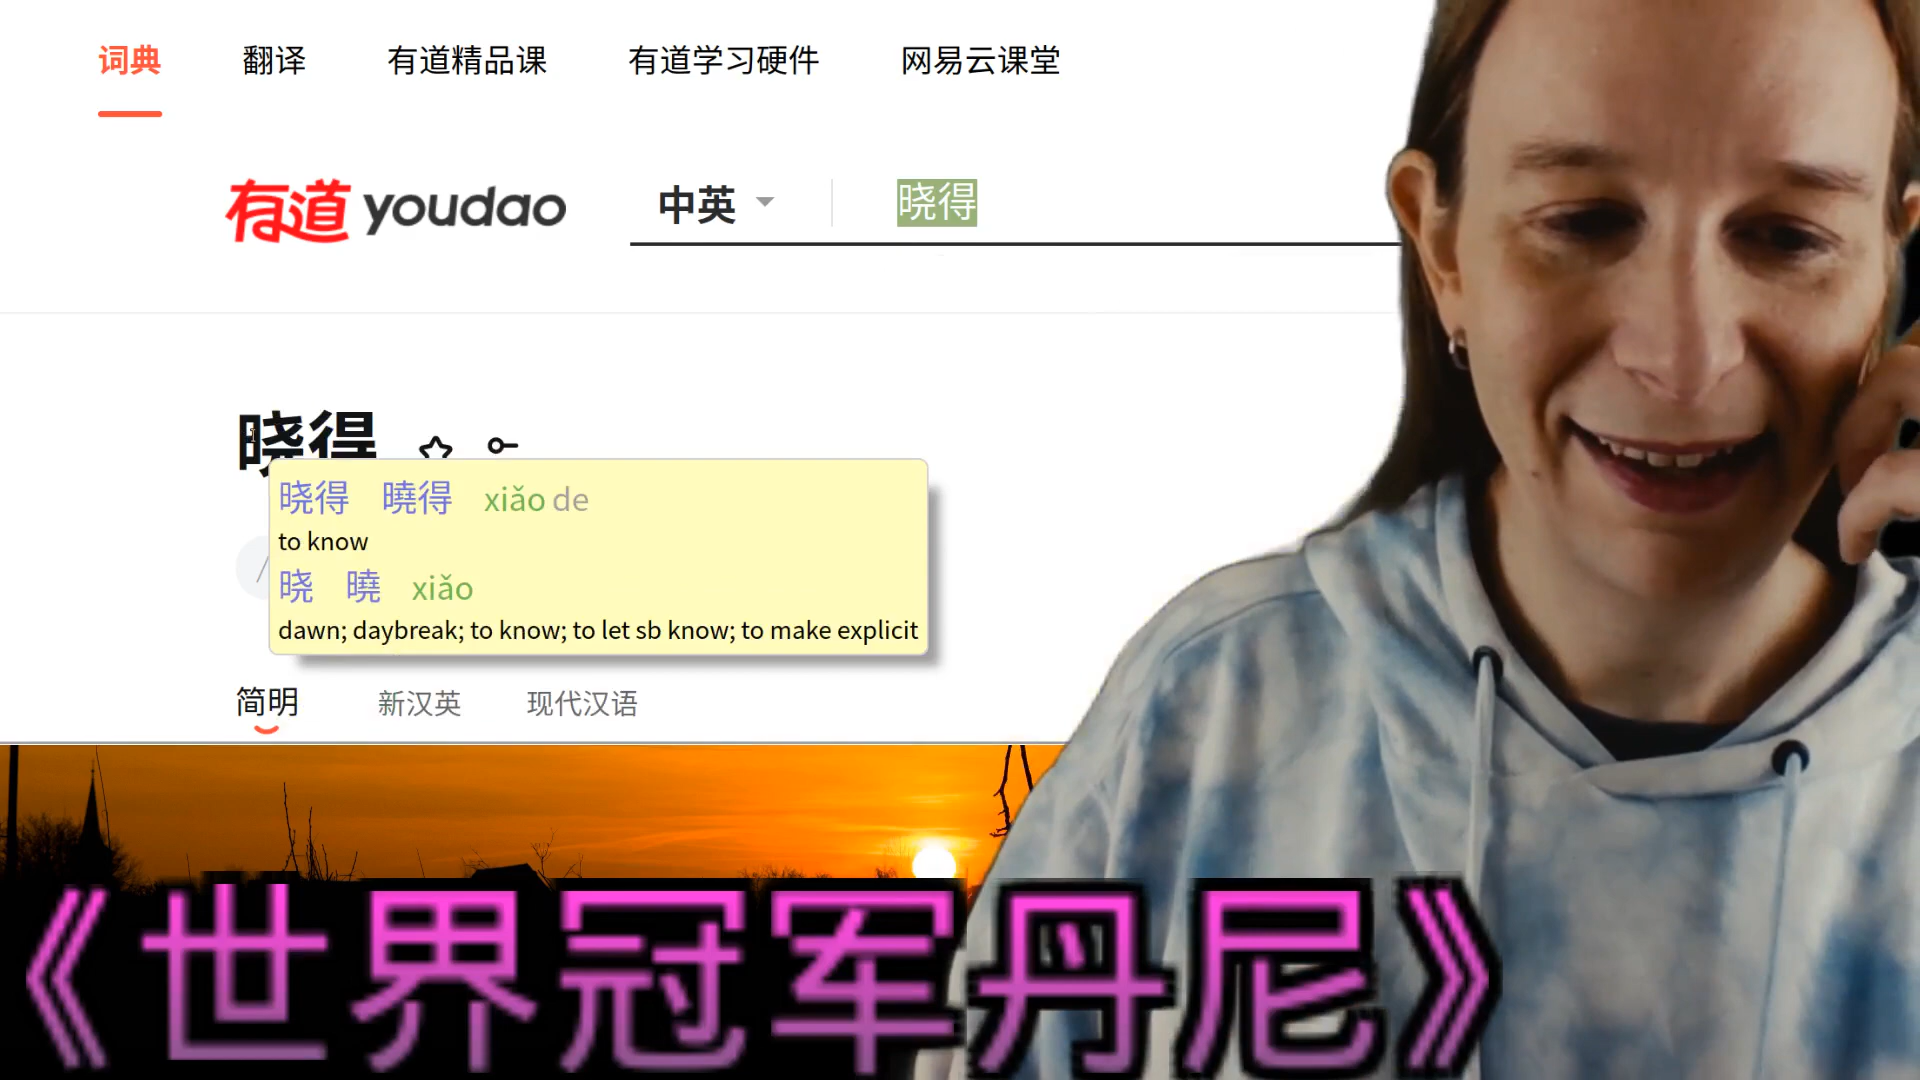 词典 翻译 有道精品课 有道学习硬件 网易云课堂
有道 youdao 中英 晓得
晓得
晓得 曉得 xiǎo de
to know
晓 曉 xiǎo
dawn; daybreak; to know; to let sb know; to make explicit
简明 新汉英 现代汉语
《世界冠军丹尼》